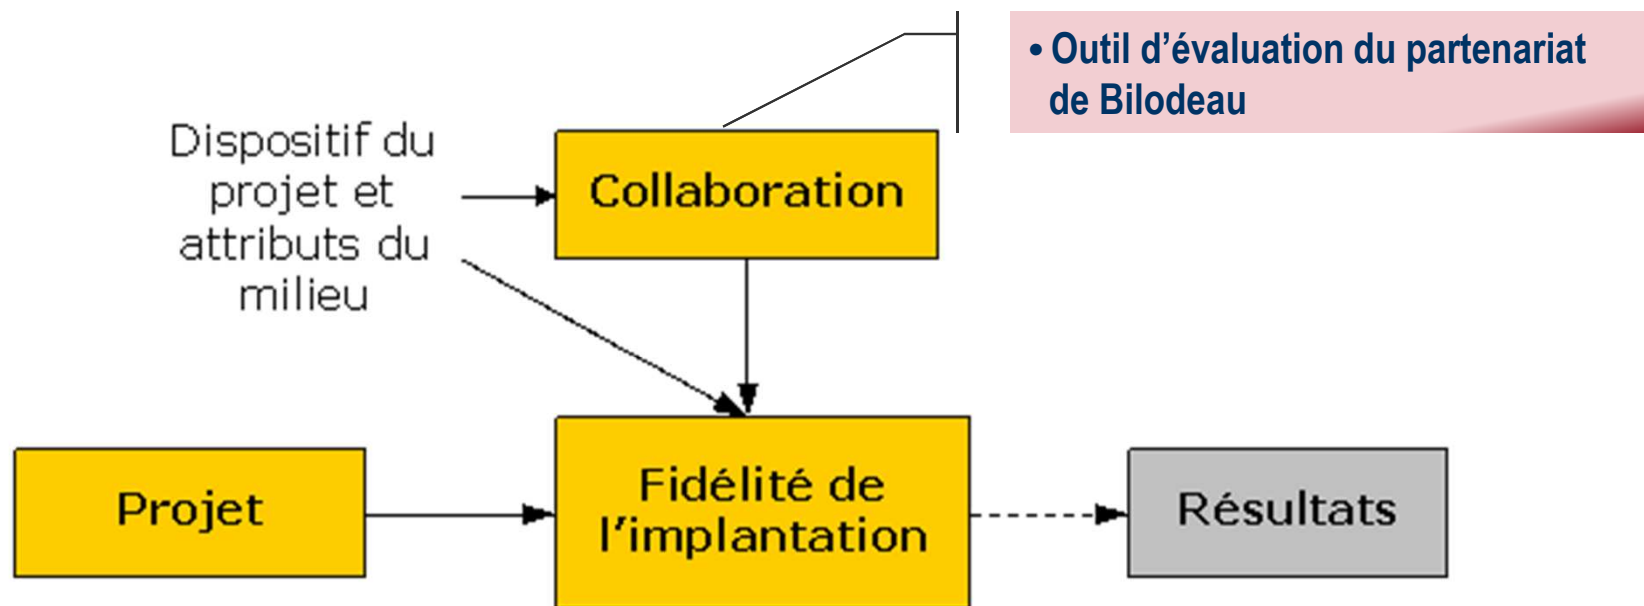 • Outil d’évaluation du partenariat
de Bilodeau
Dispositif du
projet et
attributs du
milieu
Collaboration
Projet
Fidélité de
l’implantation
Résultats